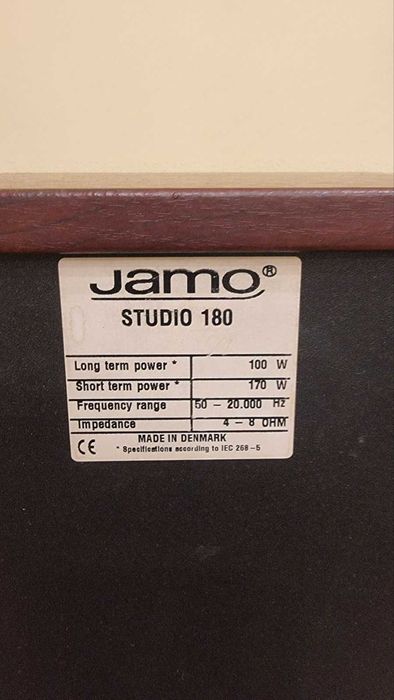 Jamo®
STUDIO 180
Long term power * 100 W
Short term power * 170 W
Frequency range 50 – 20.000 Hz
Impedance 4 – 8 OHM
CE MADE IN DENMARK
* Specifications according to IEC 268–5